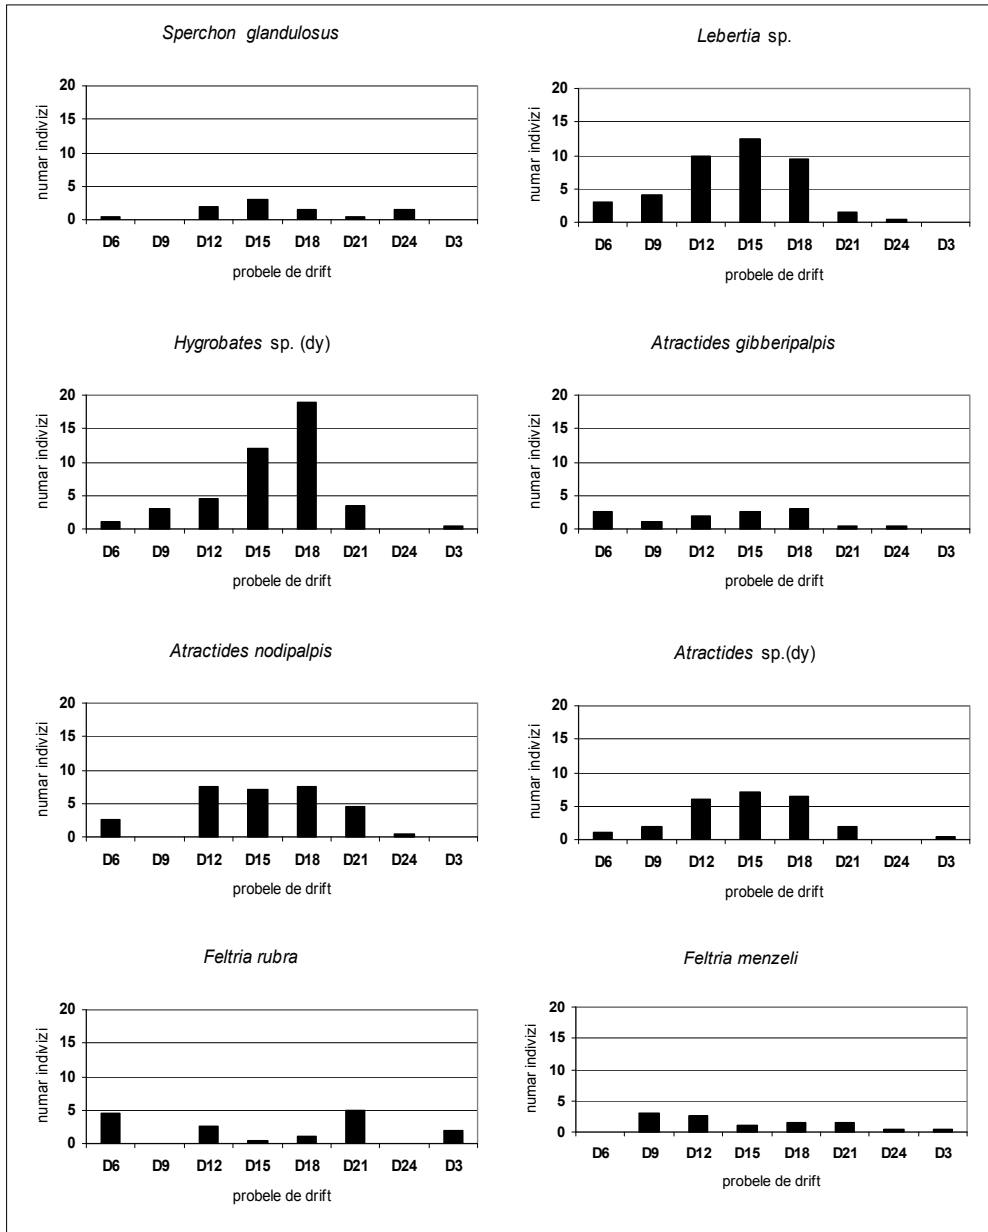 Sperchon glandulosus
numar indivizi
20
15
10
5
0
D6 D9 D12 D15 D18 D21 D24 D3
probele de drift
Lebertia sp.
numar indivizi
20
15
10
5
0
D6 D9 D12 D15 D18 D21 D24 D3
probele de drift
Hygrobates sp. (dy)
numar indivizi
20
15
10
5
0
D6 D9 D12 D15 D18 D21 D24 D3
probele de drift
Atractides gibberipalpis
numar indivizi
20
15
10
5
0
D6 D9 D12 D15 D18 D21 D24 D3
probele de drift
Atractides nodipalpis
numar indivizi
20
15
10
5
0
D6 D9 D12 D15 D18 D21 D24 D3
probele de drift
Atractides sp.(dy)
numar indivizi
20
15
10
5
0
D6 D9 D12 D15 D18 D21 D24 D3
probele de drift
Feltria rubra
numar indivizi
20
15
10
5
0
D6 D9 D12 D15 D18 D21 D24 D3
probele de drift
Feltria menzeli
numar indivizi
20
15
10
5
0
D6 D9 D12 D15 D18 D21 D24 D3
probele de drift